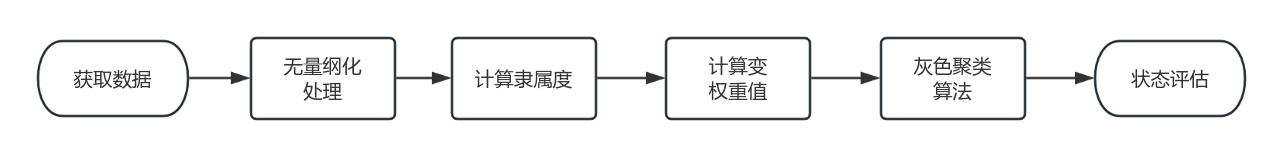 获取数据
无量纲化
处理
计算隶属度
计算变
权重值
灰色聚类
算法
状态评估